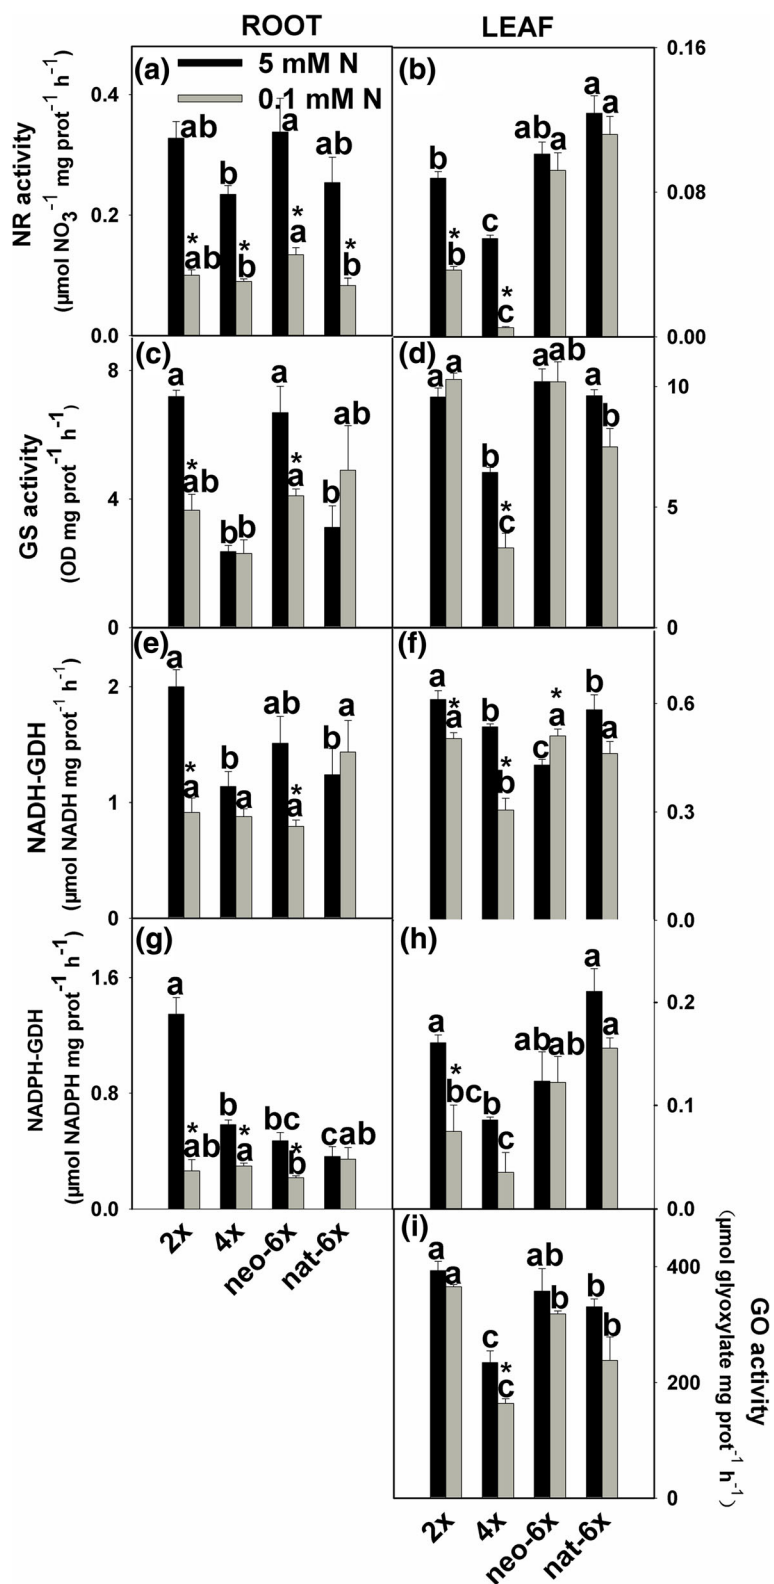 ROOT
LEAF
(a)
5 mM N
0.1 mM N
(b)
NR activity
(µmol NO₃⁻¹ mg prot⁻¹ h⁻¹)
0.4
0.2
0.0
ab
b
a
ab
*
ab
*
b
*
a
*
b
0.16
0.08
0.00
b
*
b
c
*
c
ab
a
a
a
(c)
(d)
GS activity
(OD mg prot⁻¹ h⁻¹)
8
4
0
a
*
ab
b
b
a
*
a
b
ab
10
5
0
a
a
b
*
c
a
ab
a
b
(e)
(f)
NADH-GDH
(µmol NADH mg prot⁻¹ h⁻¹)
2
1
0
a
*
a
b
a
ab
*
a
b
a
0.6
0.3
0.0
a
*
a
b
*
b
c
*
a
b
a
(g)
(h)
NADPH-GDH
(µmol NADPH mg prot⁻¹ h⁻¹)
1.6
0.8
0.0
a
*
ab
b
*
a
bc
*
b
c
ab
0.2
0.1
0.0
a
*
bc
b
c
ab
ab
a
a
2x
4x
neo-6x
nat-6x
(i)
GO activity
(µmol glyoxylate mg prot⁻¹ h⁻¹)
400
200
0
a
a
c
*
c
ab
b
b
b
2x
4x
neo-6x
nat-6x